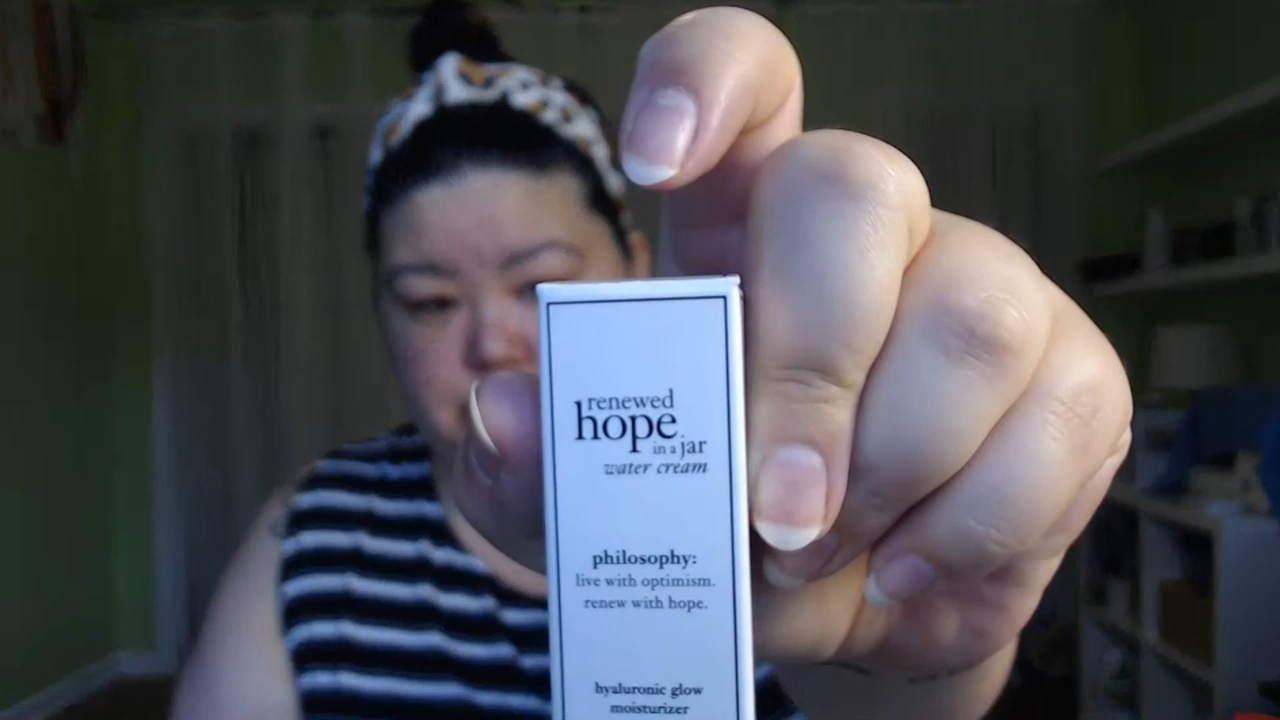 renewed
hope
in a jar
water cream
philosophy:
live with optimism.
renew with hope.
hyaluronic glow
moisturizer